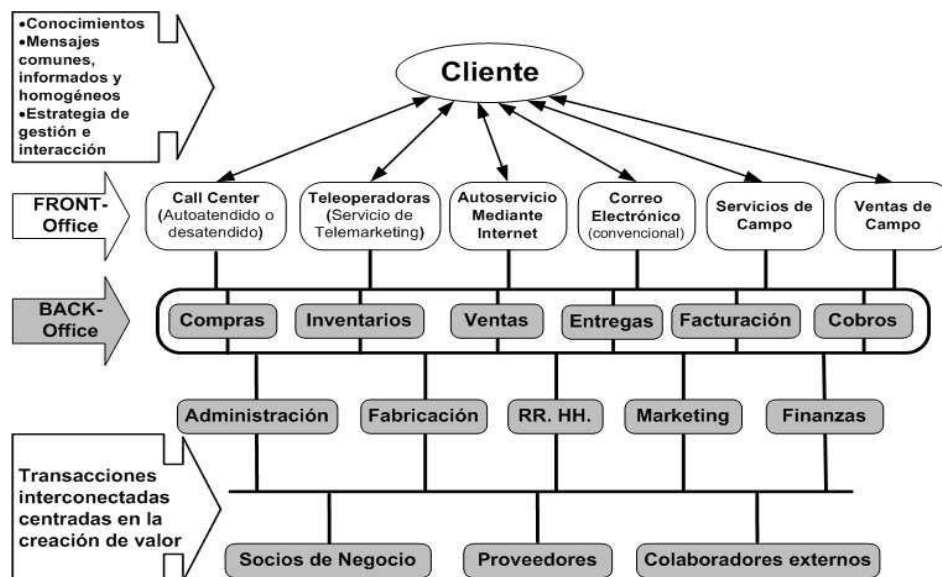 •Conocimientos
•Mensajes
comunes,
informados y
homogéneos
•Estrategia de
gestión e
interacción
Cliente
FRONT-
Office
Call Center
(Autoatendido o
desatendido)
Teleoperadoras
(Servicio de
Telemarketing)
Autoservicio
Mediante
Internet
Correo
Electrónico
(convencional)
Servicios de
Campo
Ventas de
Campo
BACK-
Office
Compras
Inventarios
Ventas
Entregas
Facturación
Cobros
Administración
Fabricación
RR. HH.
Marketing
Finanzas
Transacciones
interconectadas
centradas en la
creación de valor
Socios de Negocio
Proveedores
Colaboradores externos